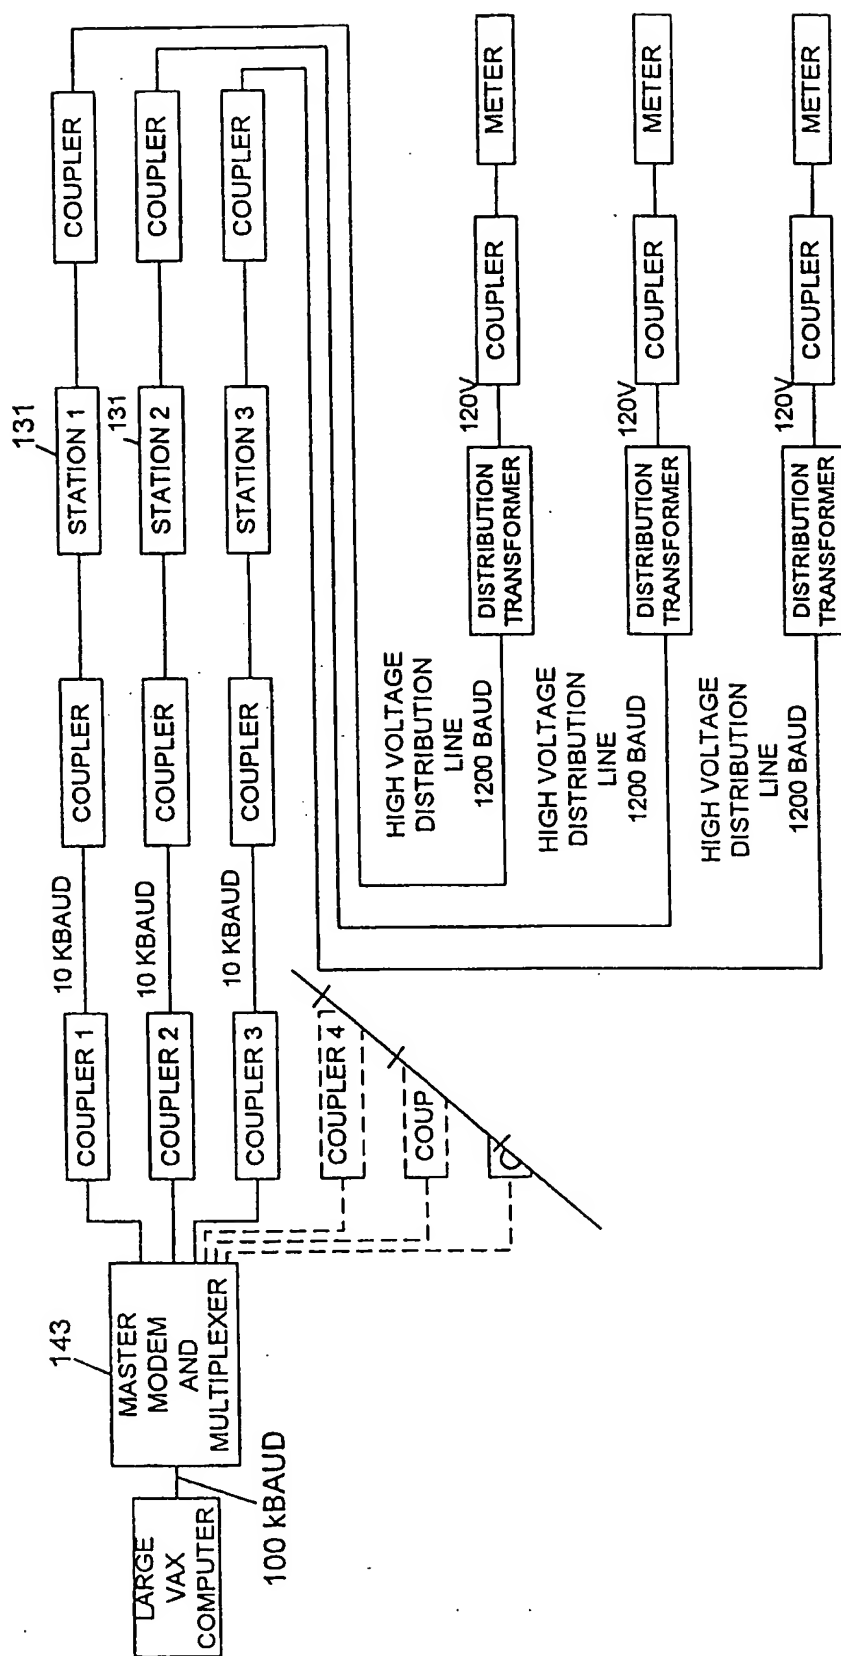 LARGE
VAX
COMPUTER
100 kBAUD
143
MASTER
MODEM
AND
MULTIPLEXER
COUPLER 1
10 KBAUD
COUPLER
131
STATION 1
COUPLER
COUPLER 2
10 KBAUD
COUPLER
131
STATION 2
COUPLER
COUPLER 3
10 KBAUD
COUPLER
STATION 3
COUPLER
COUPLER 4
COUP
C
HIGH VOLTAGE
DISTRIBUTION
LINE
1200 BAUD
DISTRIBUTION
TRANSFORMER
120V
COUPLER
METER
HIGH VOLTAGE
DISTRIBUTION
LINE
1200 BAUD
DISTRIBUTION
TRANSFORMER
120V
COUPLER
METER
HIGH VOLTAGE
DISTRIBUTION
LINE
1200 BAUD
DISTRIBUTION
TRANSFORMER
120V
COUPLER
METER